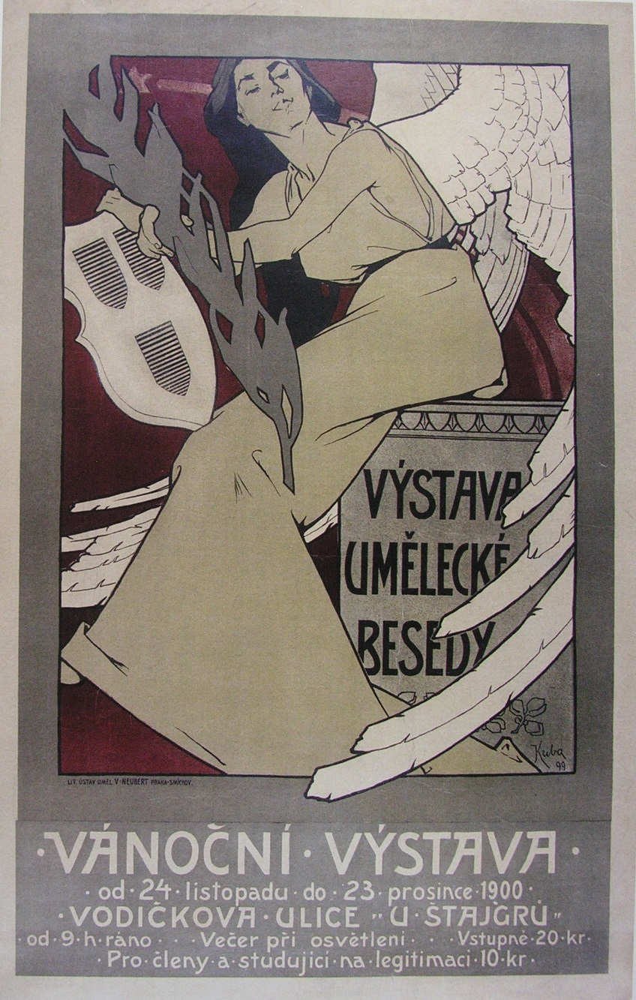 VÝSTAVA
UMĚLECKÉ
BESEDY
Kuba
99
LIT. ÚSTAV UMĚL. V. NEUBERT PRAHA-SMÍCHOV.
·VÁNOČNÍ·VÝSTAVA·
·od·24·listopadu·do·23·prosince·1900·
·VODIČKOVA·ULICE „U·ŠTAJGRŮ“
·od·9·h·ráno···Večer při osvětlení···Vstupné·20·kr·
·Pro·členy·a·studující·na·legitimaci·10·kr·